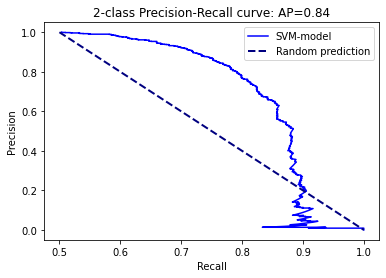 2-class Precision-Recall curve: AP=0.84
SVM-model
Random prediction
Precision
1.0
0.8
0.6
0.4
0.2
0.0
0.5 0.6 0.7 0.8 0.9 1.0
Recall